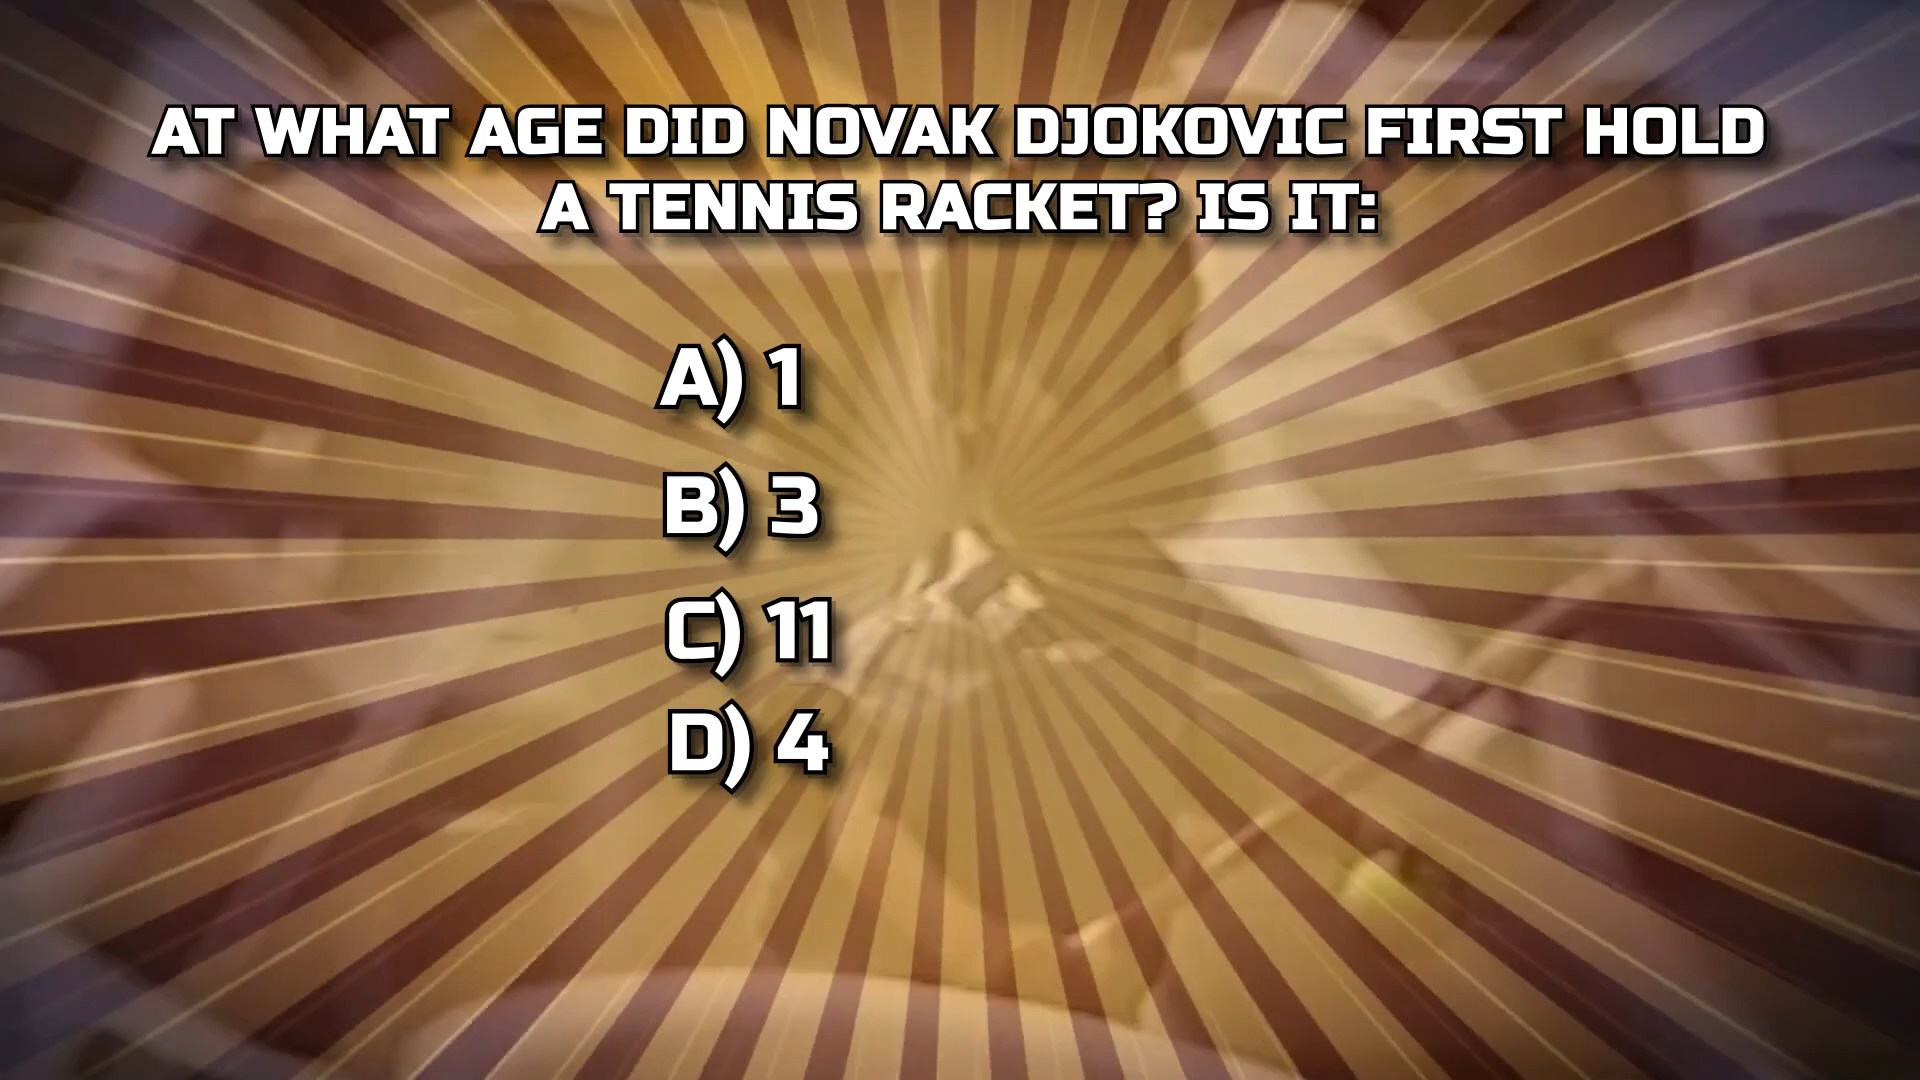 AT WHAT AGE DID NOVAK DJOKOVIC FIRST HOLD
A TENNIS RACKET? IS IT:
A) 1
B) 3
C) 11
D) 4